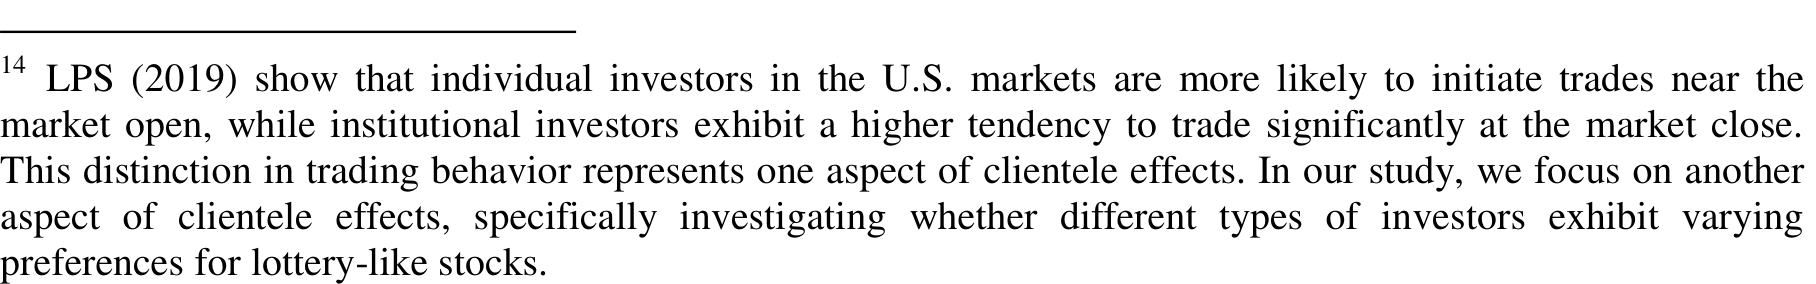 14 LPS (2019) show that individual investors in the U.S. markets are more likely to initiate trades near the
market open, while institutional investors exhibit a higher tendency to trade significantly at the market close.
This distinction in trading behavior represents one aspect of clientele effects. In our study, we focus on another
aspect of clientele effects, specifically investigating whether different types of investors exhibit varying
preferences for lottery-like stocks.